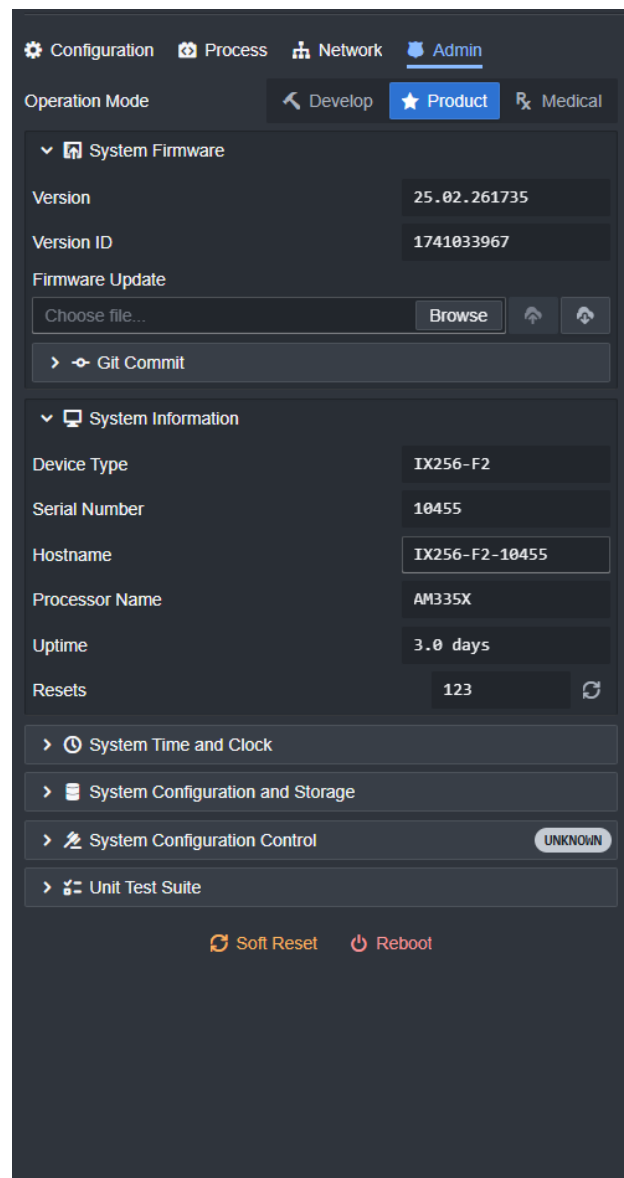 Configuration Process Network Admin
Operation Mode Develop Product Medical
System Firmware
Version 25.02.261735
Version ID 1741033967
Firmware Update
Choose file... Browse
Git Commit
System Information
Device Type IX256-F2
Serial Number 10455
Hostname IX256-F2-10455
Processor Name AM335X
Uptime 3.0 days
Resets 123
System Time and Clock
System Configuration and Storage
System Configuration Control UNKNOWN
Unit Test Suite
Soft Reset Reboot